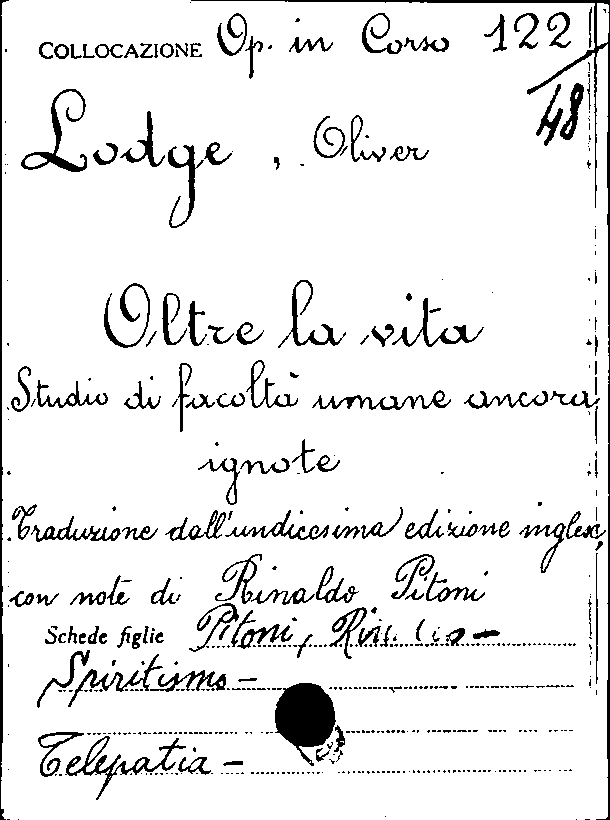 COLLOCAZIONE Op. in Corso 122
48
Lodge, Oliver
Oltre la vita
Studio di facoltà umane ancora
ignote
Traduzione dall'undicesima edizione inglese,
con note di Rinaldo Pitoni
Schede figlie Pitoni,
Spiritismo -
Telepatia -